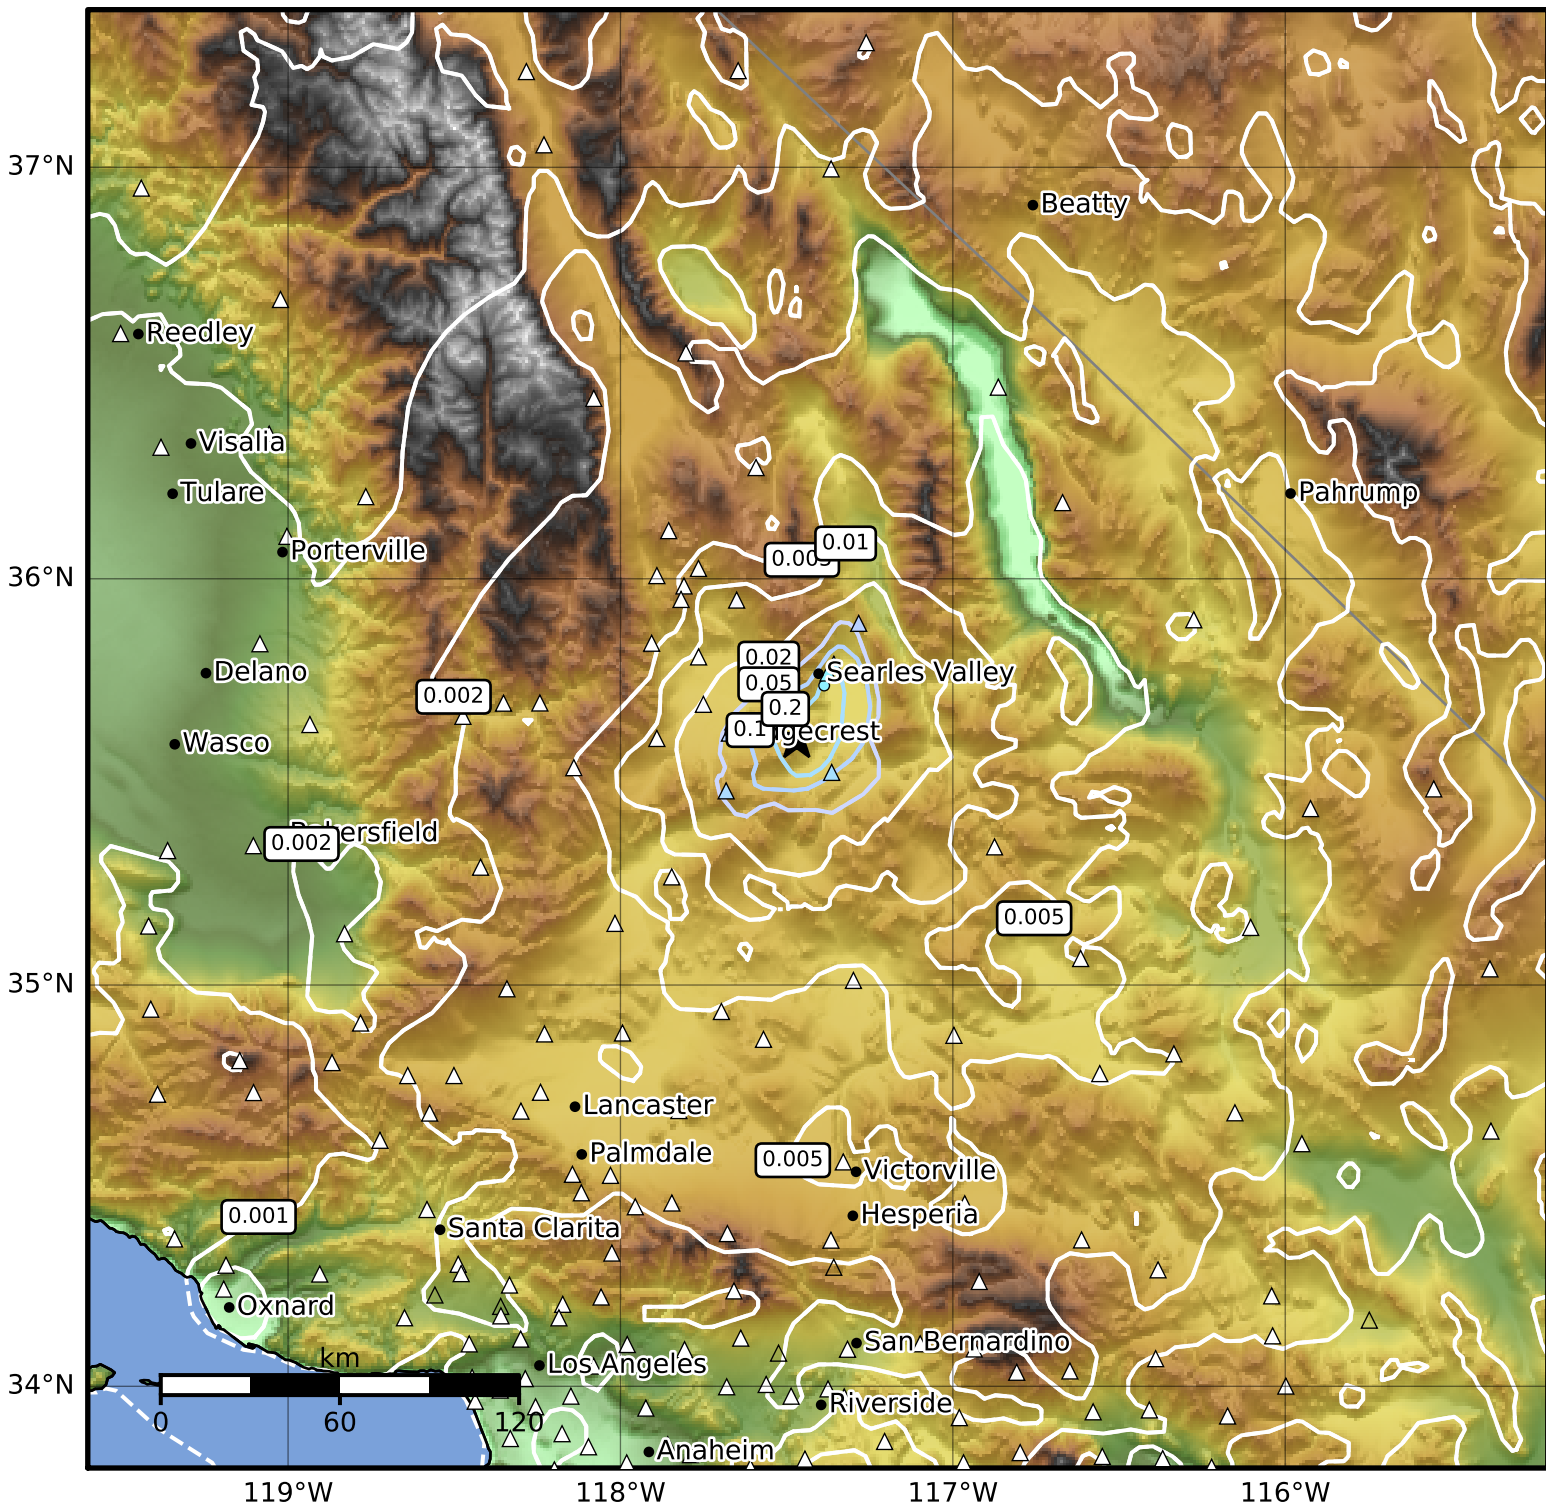 37°N
Beatty
Reedley
Visalia
Tulare
Pahrump
0.01
Porterville
36°N
0.02
Searles Valley
Delano
0.05
0.002
0.2
0.1
Wasco
0.002
0.005
35°N
Lancaster
Palmdale
0.005
Victorville
0.001
Hesperia
Santa Clarita
Oxnard
San Bernardino
km
Los Angeles
34°N
Riverside
0 60 120
Anaheim
119°W 118°W 117°W 116°W